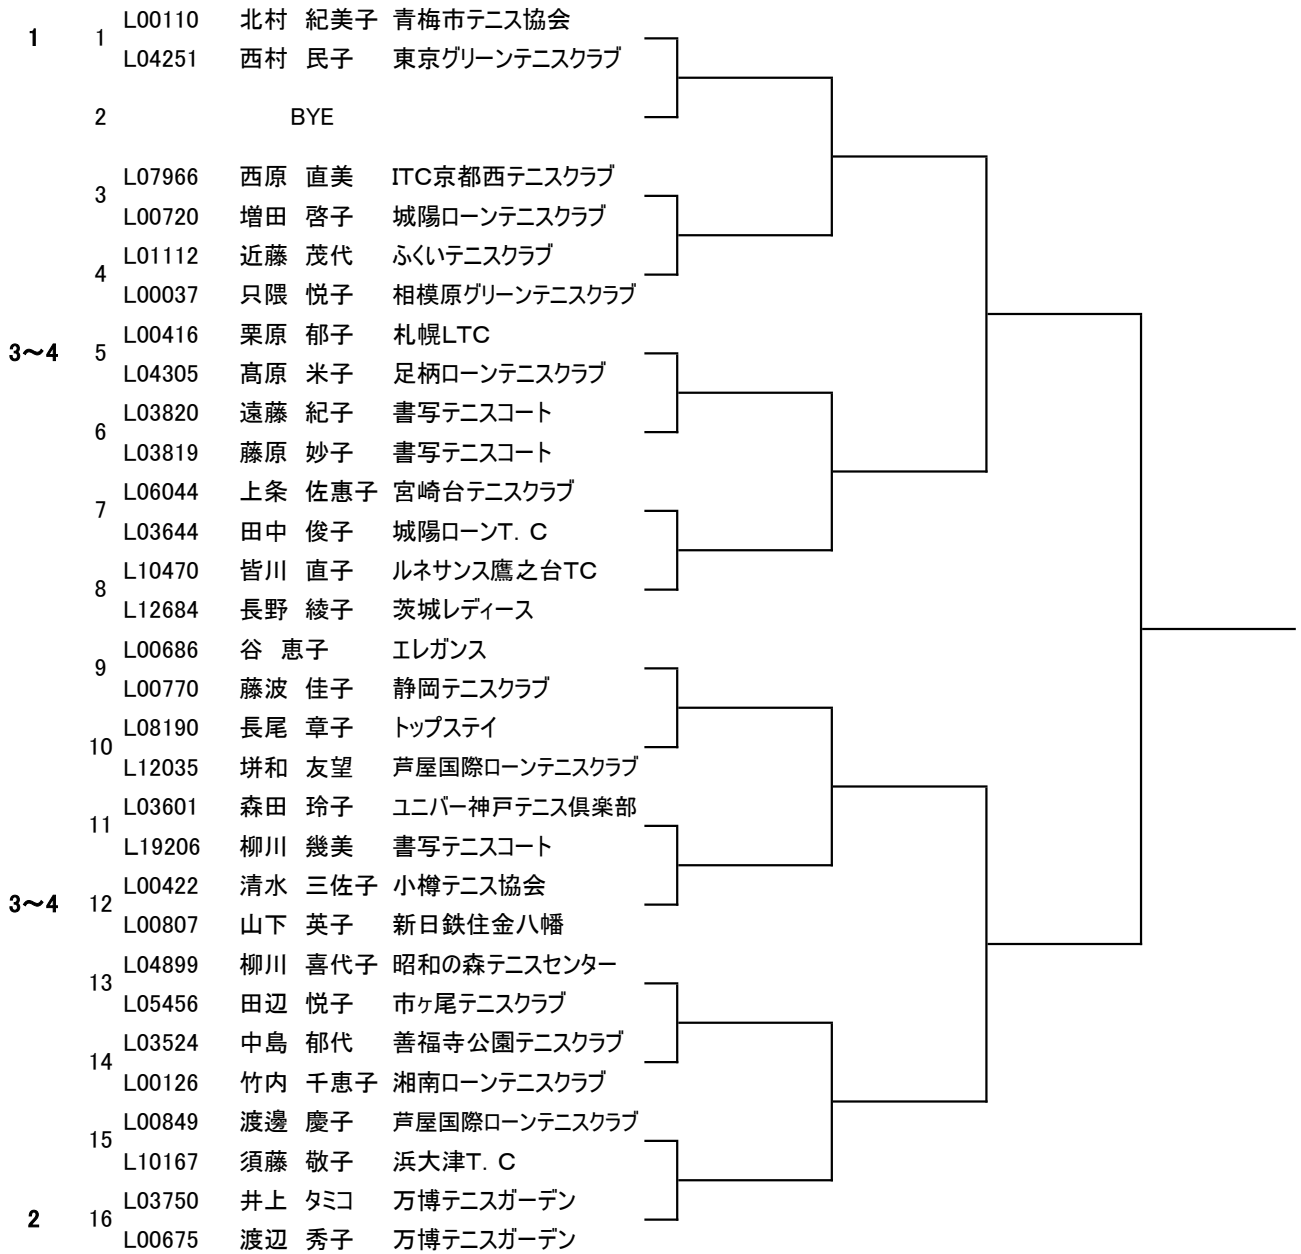 L00110 北村 紀美子 青梅市テニス協会
1 1
L04251 西村 民子 東京グリーンテニスクラブ
2 BYE
L07966 西原 直美 ITC京都西テニスクラブ
3
L00720 増田 啓子 城陽ローンテニスクラブ
L01112 近藤 茂代 ふくいテニスクラブ
4
L00037 只隈 悦子 相模原グリーンテニスクラブ
L00416 栗原 郁子 札幌LTC
3～4 5
L04305 髙原 米子 足柄ローンテニスクラブ
L03820 遠藤 紀子 書写テニスコート
6
L03819 藤原 妙子 書写テニスコート
L06044 上条 佐惠子 宮崎台テニスクラブ
7
L03644 田中 俊子 城陽ローンT．C
L10470 皆川 直子 ルネサンス鷹之台TC
8
L12684 長野 綾子 茨城レディース
L00686 谷 恵子 エレガンス
9
L00770 藤波 佳子 静岡テニスクラブ
L08190 長尾 章子 トップステイ
10
L12035 垪和 友望 芦屋国際ローンテニスクラブ
L03601 森田 玲子 ユニバー神戸テニス倶楽部
11
L19206 柳川 幾美 書写テニスコート
L00422 清水 三佐子 小樽テニス協会
3～4 12
L00807 山下 英子 新日鉄住金八幡
L04899 柳川 喜代子 昭和の森テニスセンター
13
L05456 田辺 悦子 市ヶ尾テニスクラブ
L03524 中島 郁代 善福寺公園テニスクラブ
14
L00126 竹内 千恵子 湘南ローンテニスクラブ
L00849 渡邊 慶子 芦屋国際ローンテニスクラブ
15
L10167 須藤 敬子 浜大津T．C
L03750 井上 タミコ 万博テニスガーデン
2 16
L00675 渡辺 秀子 万博テニスガーデン